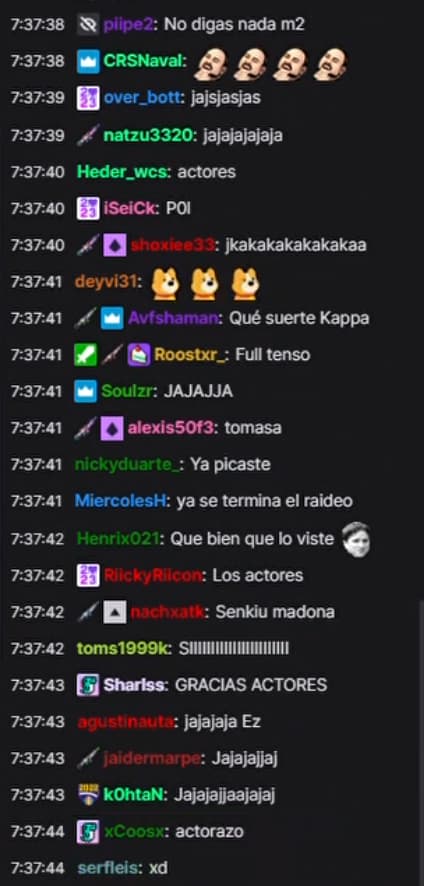 7:37:38 piipe2: No digas nada m2
7:37:38 CRSNaval:
7:37:39 2023 over_bott: jajsjasjas
7:37:39 natzu3320: jajajajajaja
7:37:40 Heder_wcs: actores
7:37:40 2023 iSeiCk: P0l
7:37:40 shoxiee33: jkakakakakakakaa
7:37:41 deyvi31:
7:37:41 Avfshaman: Qué suerte Kappa
7:37:41 Roostxr_: Full tenso
7:37:41 Soulzr: JAJAJJA
7:37:41 alexis50f3: tomasa
7:37:41 nickyduarte_: Ya picaste
7:37:41 MiercolesH: ya se termina el raideo
7:37:42 Henrix021: Que bien que lo viste
7:37:42 2023 RiickyRiicon: Los actores
7:37:42 nachxatk: Senkiu madona
7:37:42 toms1999k: SIIIIIIIIIIIIIIIIIIIIIII
7:37:43 Sharlss: GRACIAS ACTORES
7:37:43 agustinauta: jajajaja Ez
7:37:43 jaidermarpe: Jajajajjaj
7:37:43 2022 k0htaN: Jajajajjaajajaj
7:37:44 xCoosx: actorazo
7:37:44 serfleis: xd